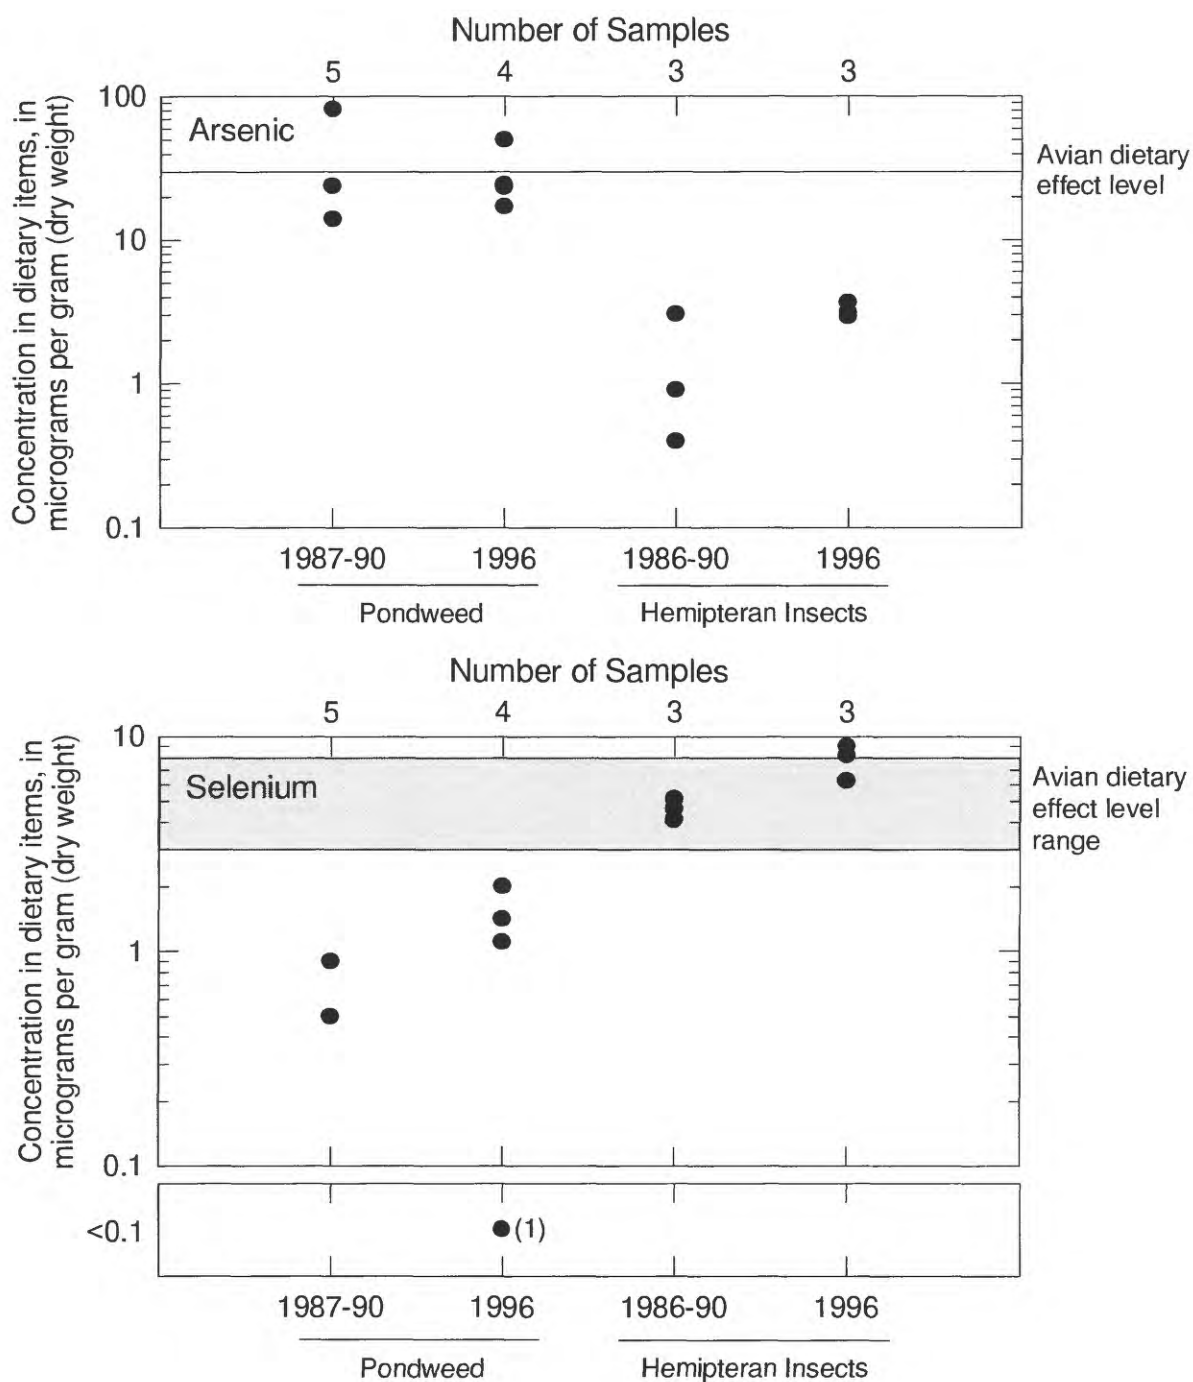 Number of Samples
5 4 3 3
Concentration in dietary items, in
micrograms per gram (dry weight)
100
10
1
0.1
Arsenic
Avian dietary
effect level
1987-90 1996 1986-90 1996
Pondweed Hemipteran Insects
Number of Samples
5 4 3 3
Concentration in dietary items, in
micrograms per gram (dry weight)
10
1
0.1
<0.1
Selenium
Avian dietary
effect level
range
(1)
1987-90 1996 1986-90 1996
Pondweed Hemipteran Insects